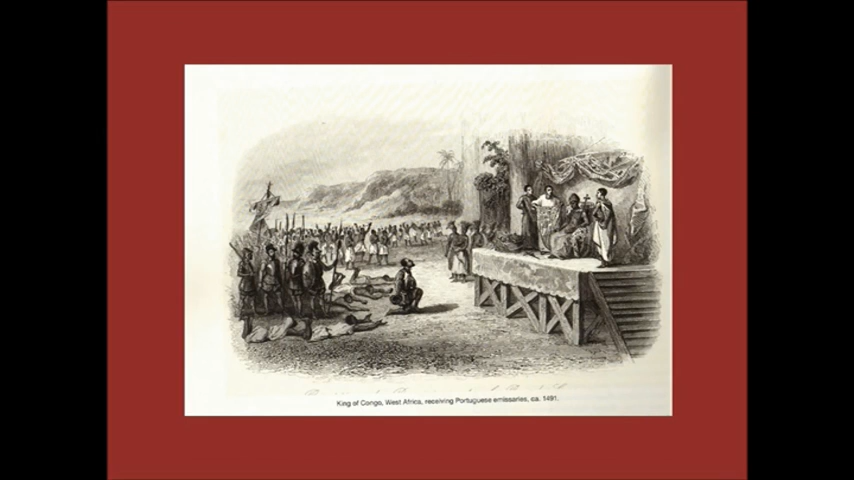 King of Congo, West Africa, receiving Portuguese emissaries, ca. 1491.